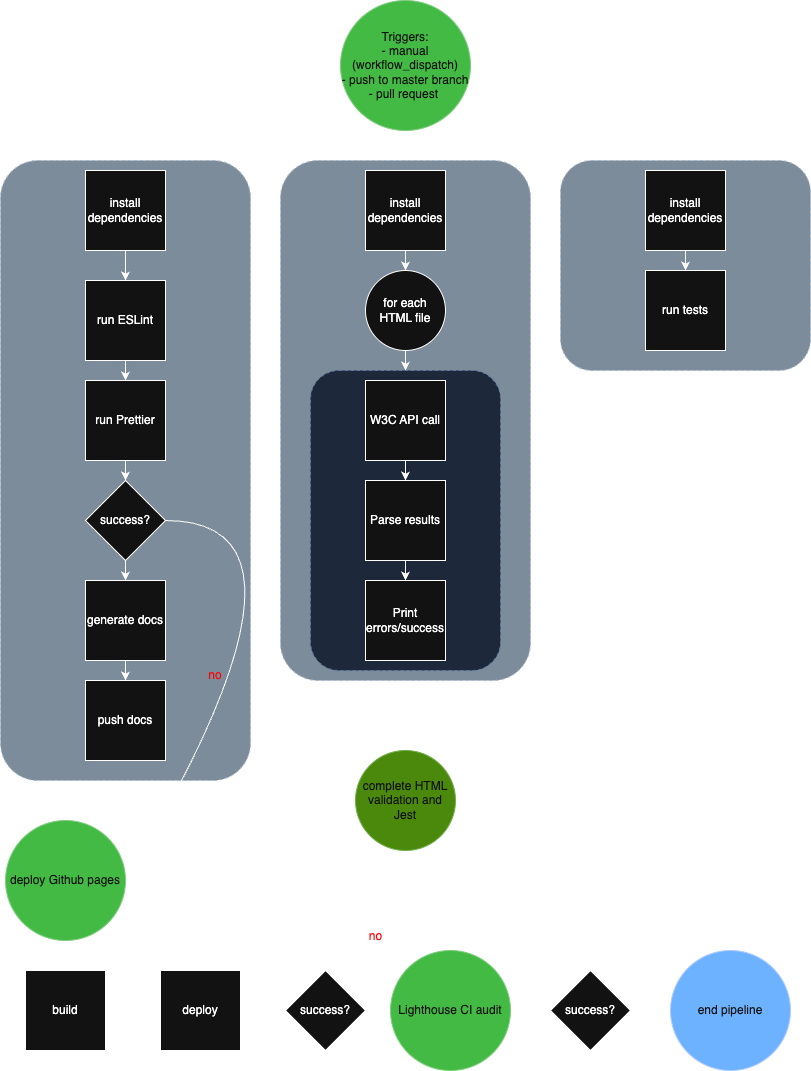 Triggers:
- manual
(workflow_dispatch)
- push to master branch
- pull request
install
dependencies
run ESLint
run Prettier
success?
generate docs
no
push docs
install
dependencies
for each
HTML file
W3C API call
Parse results
Print
errors/success
install
dependencies
run tests
complete HTML
validation and
Jest
deploy Github pages
no
build
deploy
success?
Lighthouse CI audit
success?
end pipeline